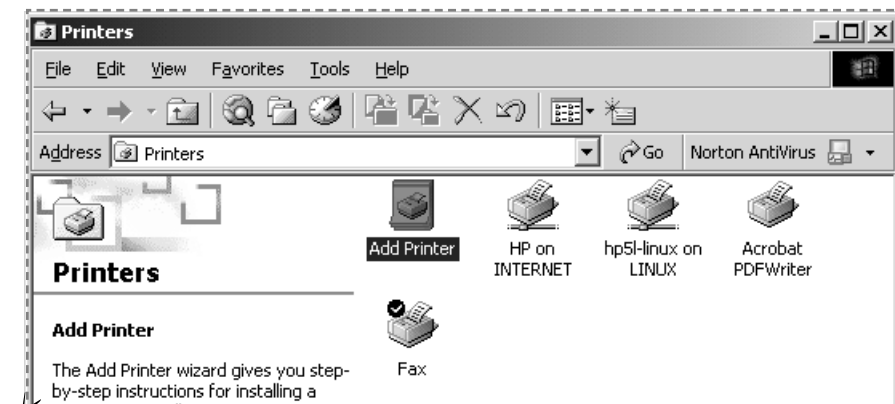 Printers
File Edit View Favorites Tools Help
Address Printers Go Norton AntiVirus
Printers
Add Printer
The Add Printer wizard gives you step-
by-step instructions for installing a
Add Printer
HP on
INTERNET
hp5l-linux on
LINUX
Acrobat
PDFWriter
Fax